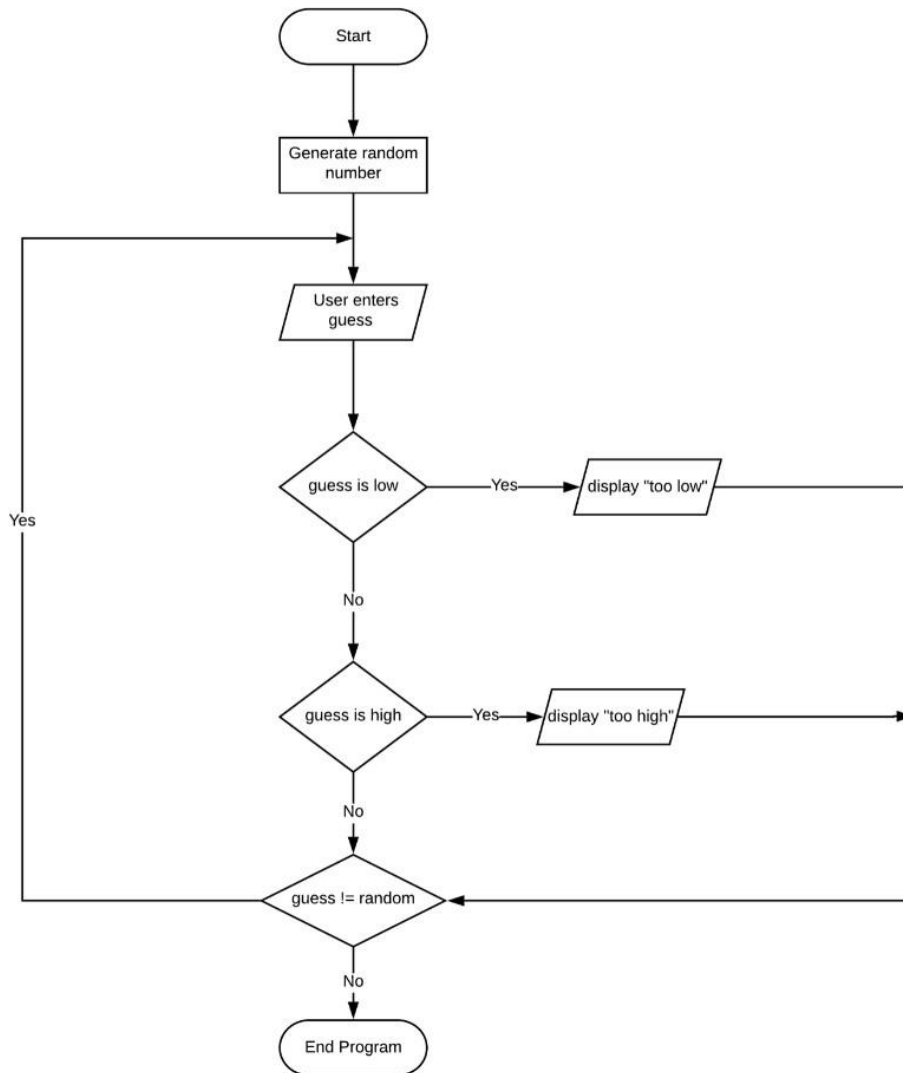 Start
Generate random
number
User enters
guess
guess is low
Yes
display "too low"
Yes
No
guess is high
Yes
display "too high"
No
guess != random
No
End Program